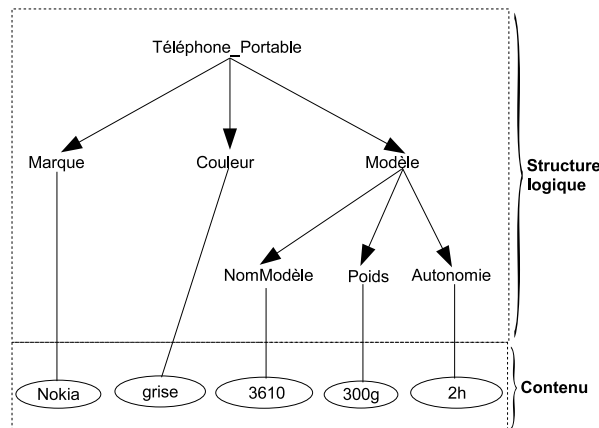 Téléphone_Portable
Marque
Couleur
Modèle
Structure
logique
NomModèle
Poids
Autonomie
Nokia
grise
3610
300g
2h
Contenu